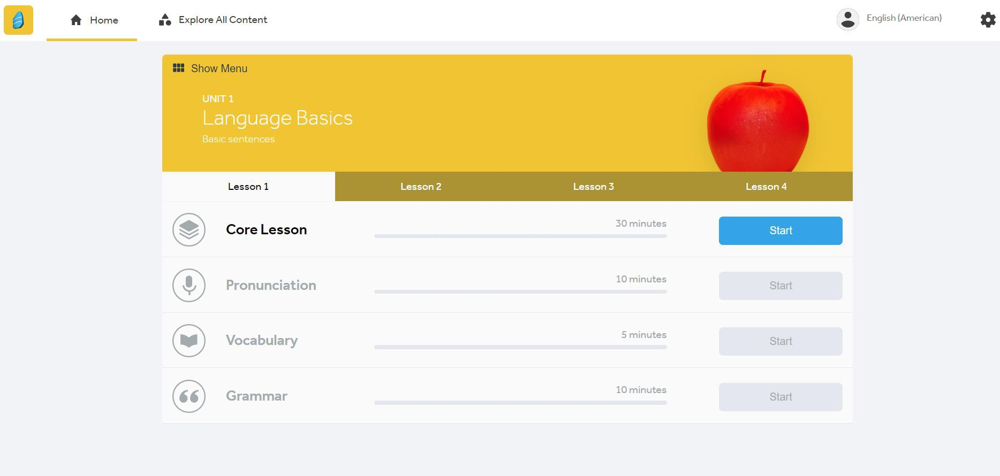 Home
Explore All Content
English (American)
Show Menu
UNIT 1
Language Basics
Basic sentences
Lesson 1
Lesson 2
Lesson 3
Lesson 4
Core Lesson
30 minutes
Start
Pronunciation
10 minutes
Start
Vocabulary
5 minutes
Start
Grammar
10 minutes
Start